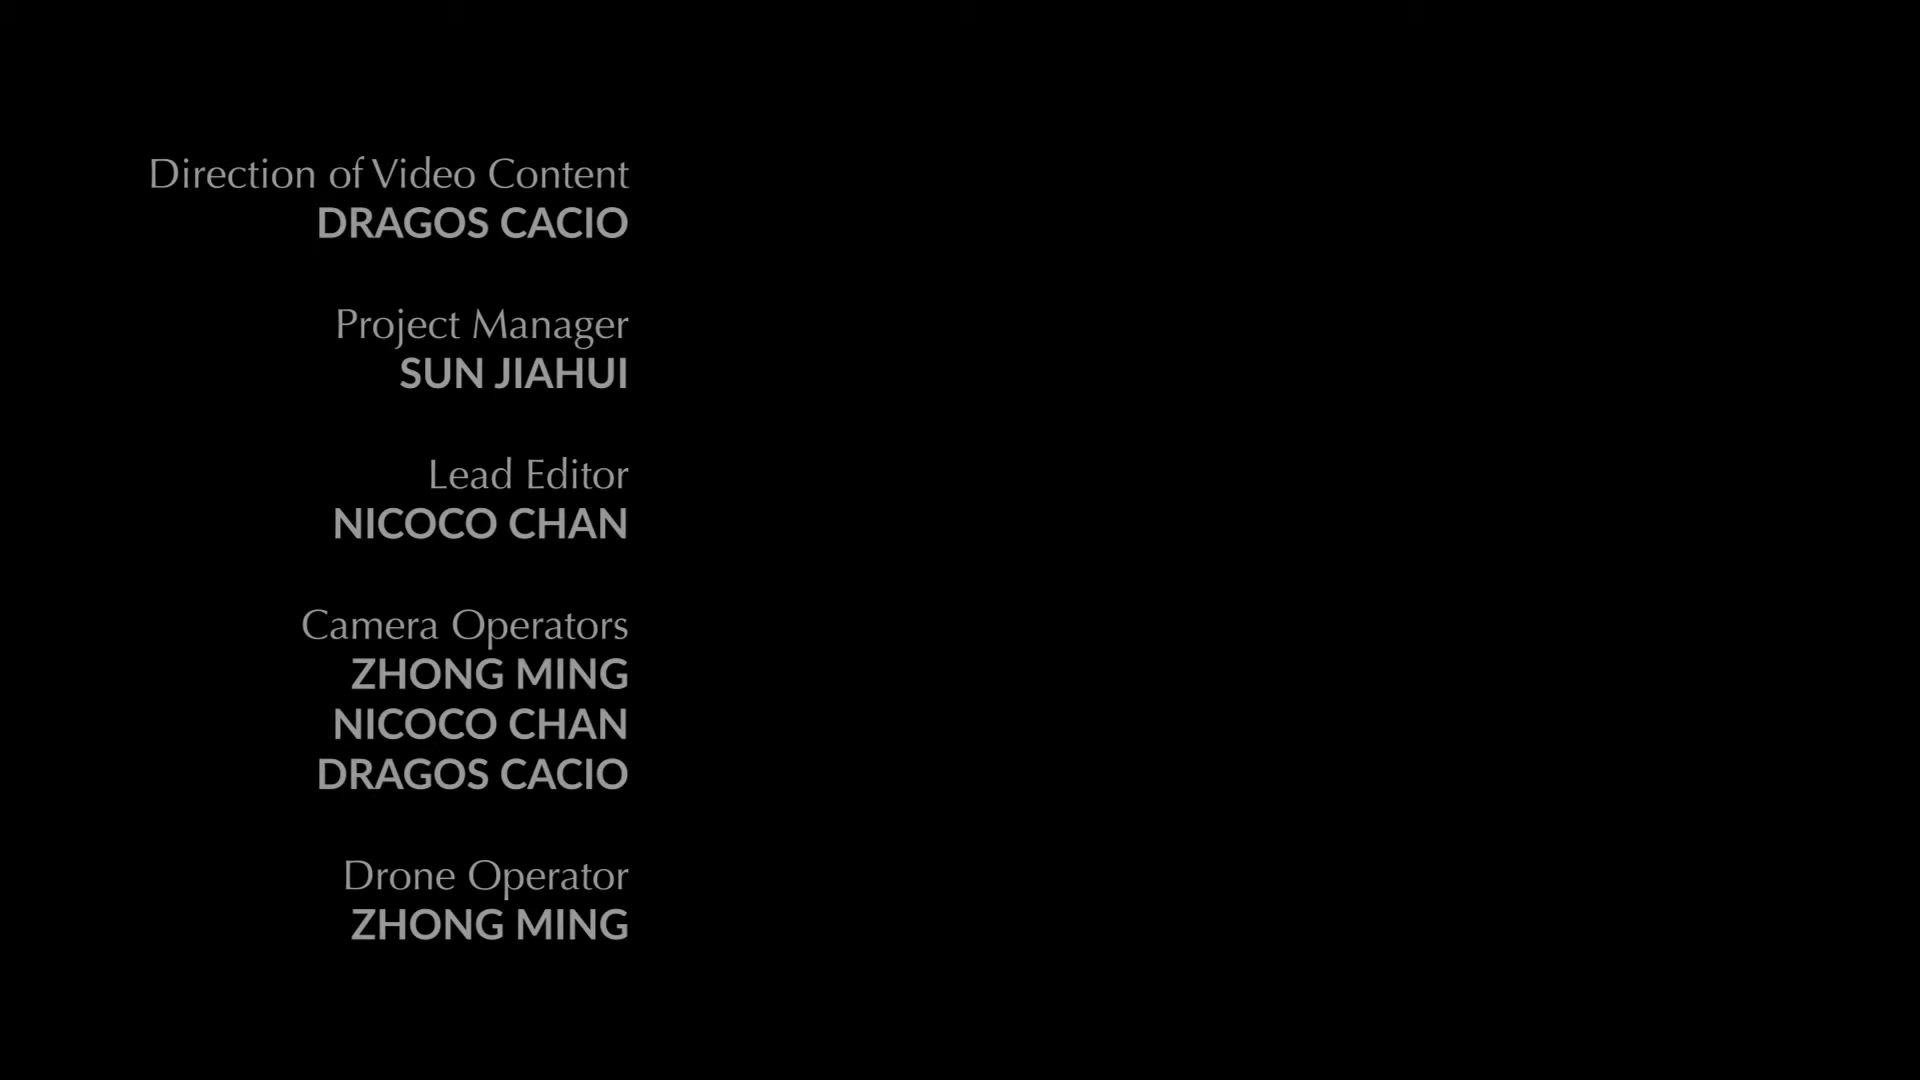 Direction of Video Content
DRAGOS CACIO
Project Manager
SUN JIAHUI
Lead Editor
NICOCO CHAN
Camera Operators
ZHONG MING
NICOCO CHAN
DRAGOS CACIO
Drone Operator
ZHONG MING